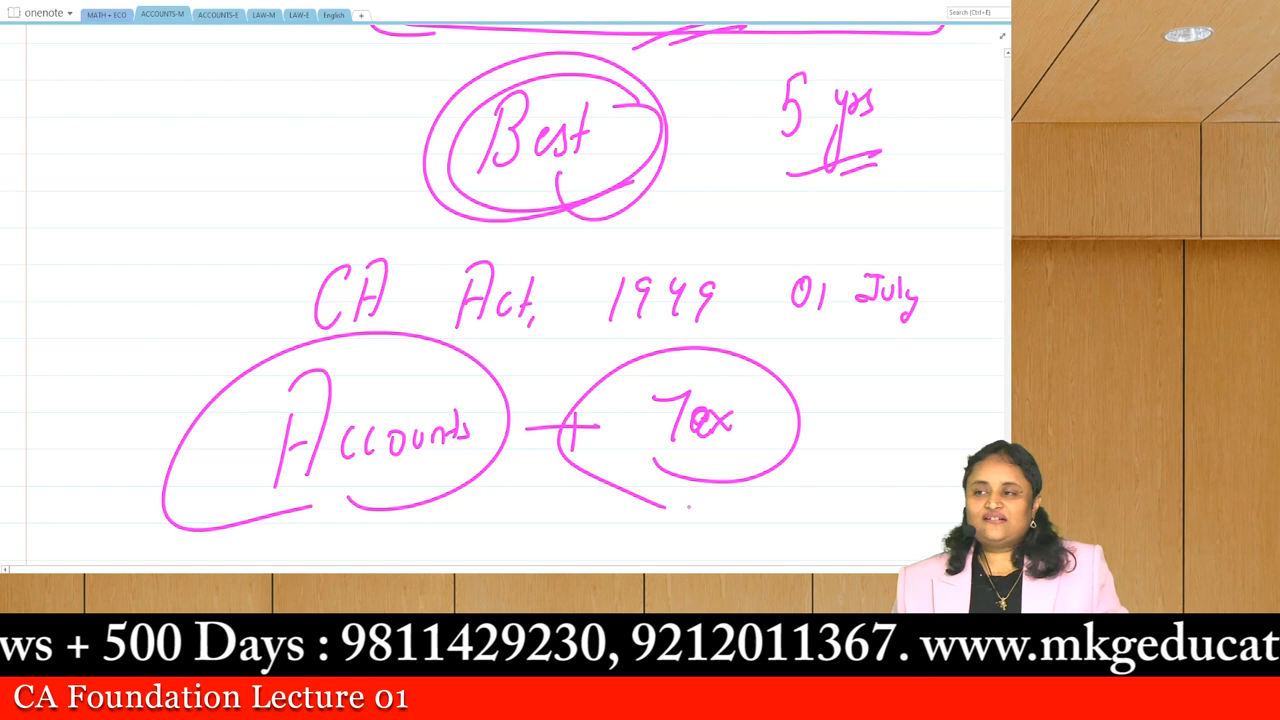 onenote
MATH + ECO ACCOUNTS-M ACCOUNTS-E LAW-M LAW-E English +
Search (Ctrl+E)
Best 5 yrs
CA Act, 1949 01 July
Accounts + Tax
ws + 500 Days : 9811429230, 9212011367. www.mkgeducat
CA Foundation Lecture 01